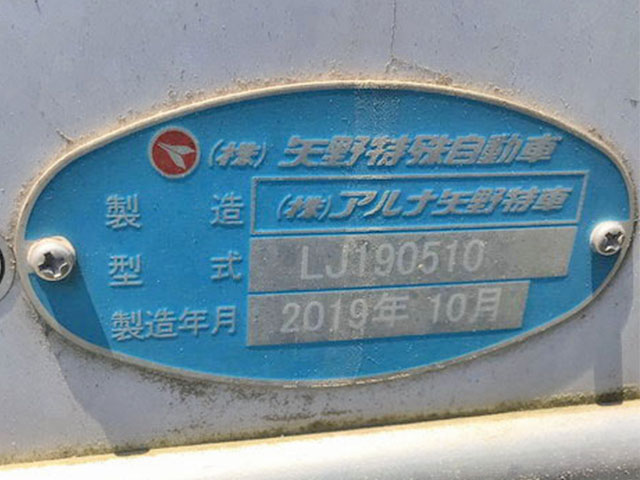 (株)矢野特殊自動車
製造 (株)アルナ矢野特車
型式 LJ190510
製造年月 2019年 10月